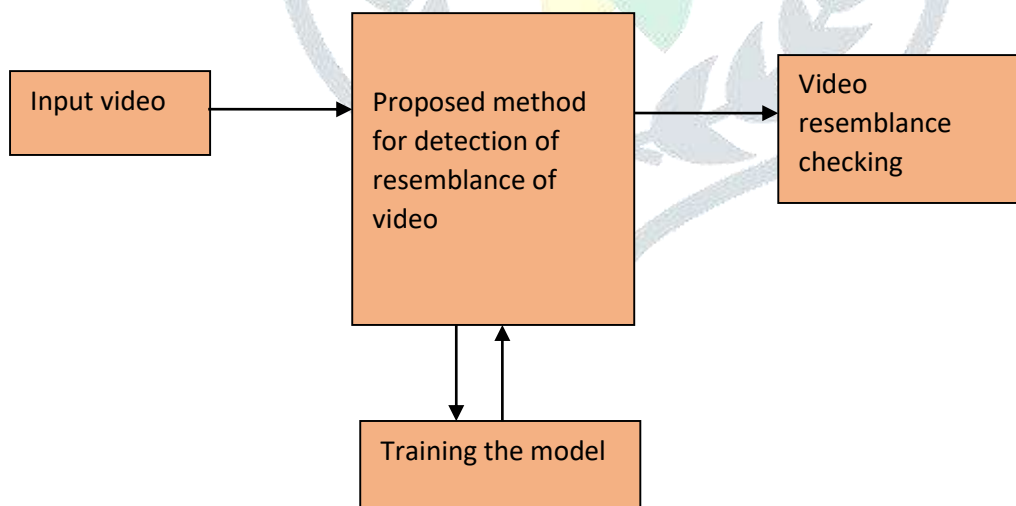 Input video
Proposed method
for detection of
resemblance of
video
Video
resemblance
checking
Training the model